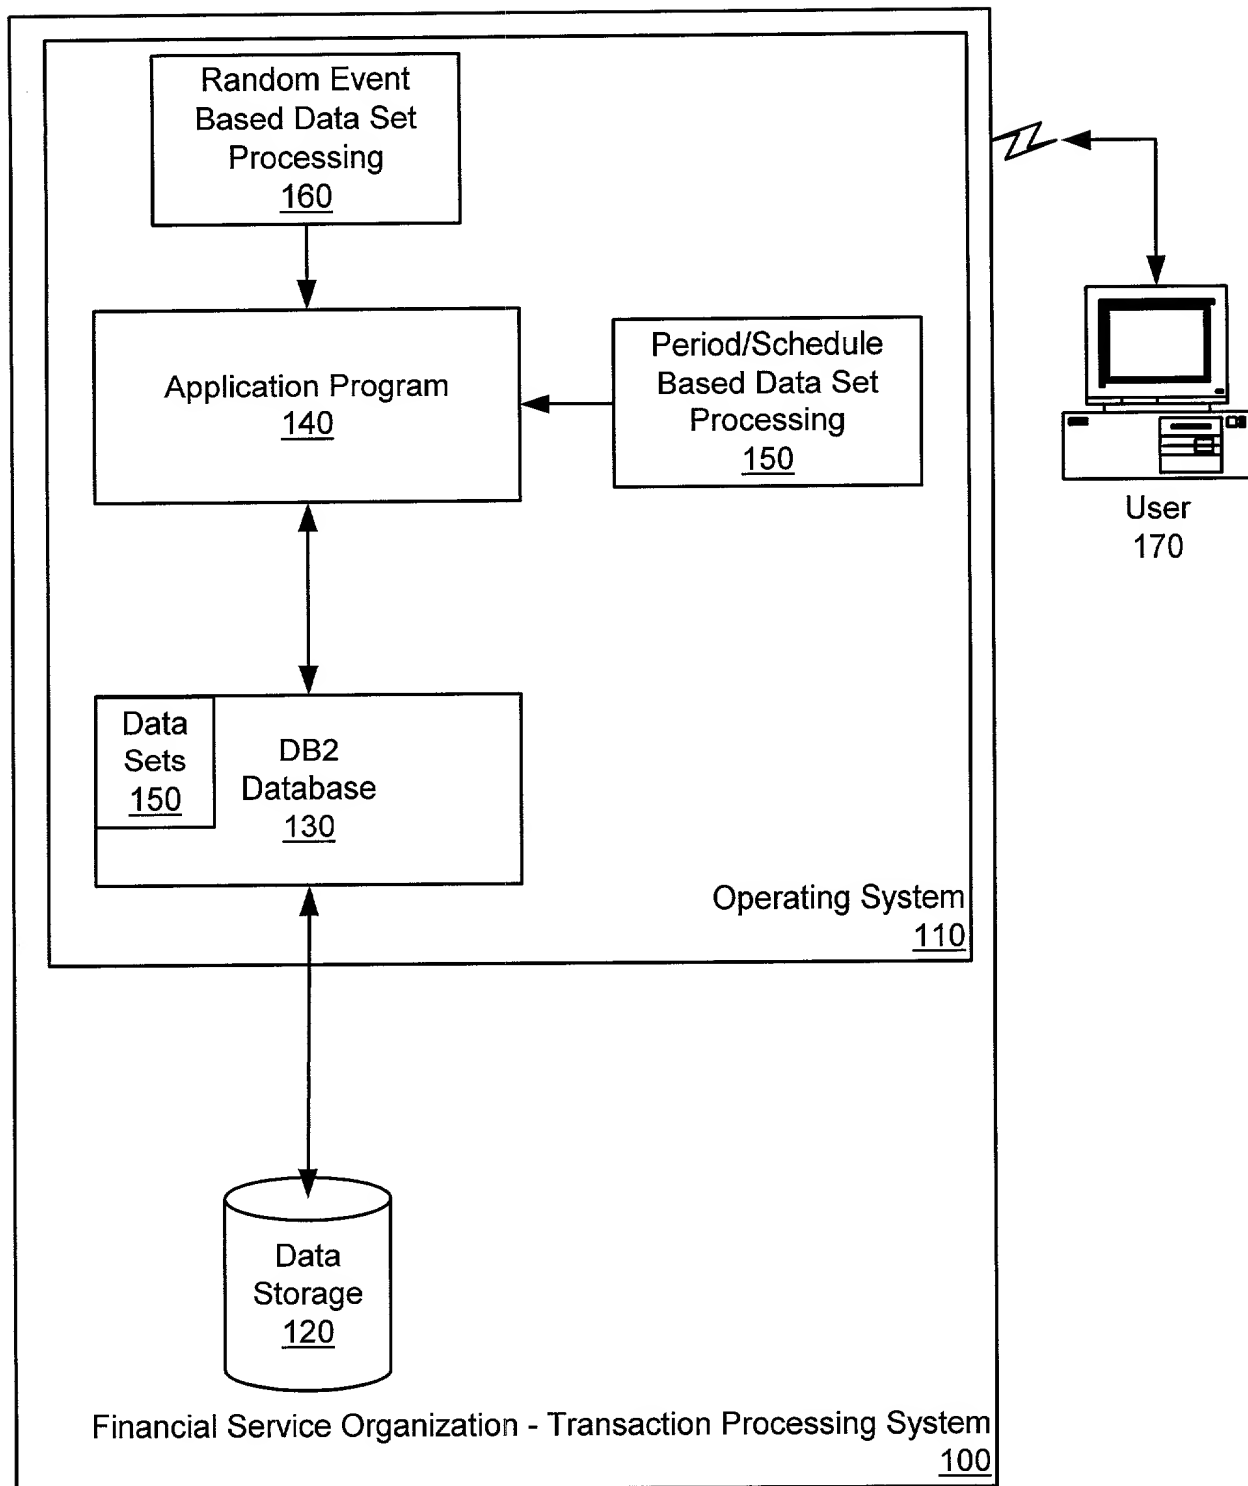 Random Event
Based Data Set
Processing
160
Application Program
140
Period/Schedule
Based Data Set
Processing
150
User
170
Data
Sets
150
DB2
Database
130
Operating System
110
Data
Storage
120
Financial Service Organization - Transaction Processing System
100